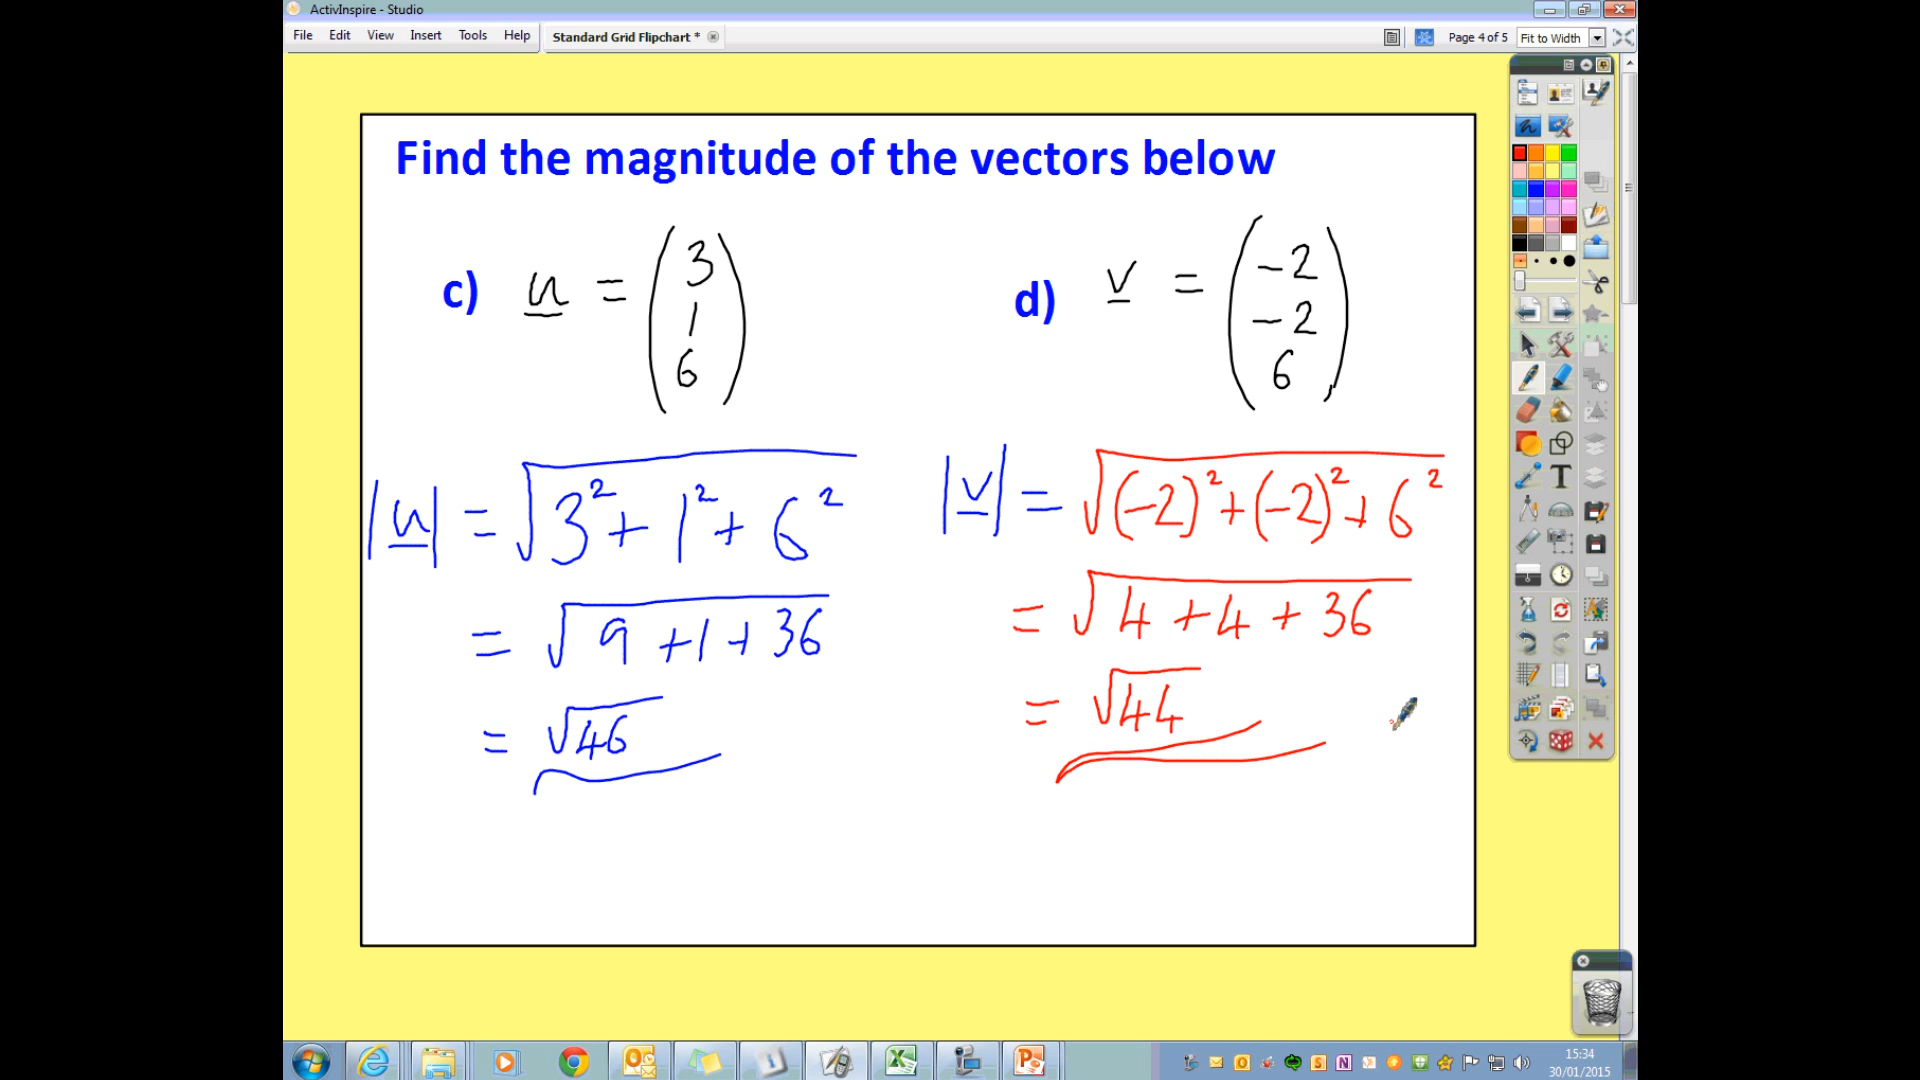 ActivInspire - Studio
File Edit View Insert Tools Help Standard Grid Flipchart * Page 4 of 5 Fit to Width
Find the magnitude of the vectors below
c) u = (3 1 6)
d) v = (-2 -2 6)
|u| = √3² + 1² + 6²
= √9 + 1 + 36
= √46
|v| = √(-2)² + (-2)² + 6²
= √4 + 4 + 36
= √44
15:34
30/01/2015